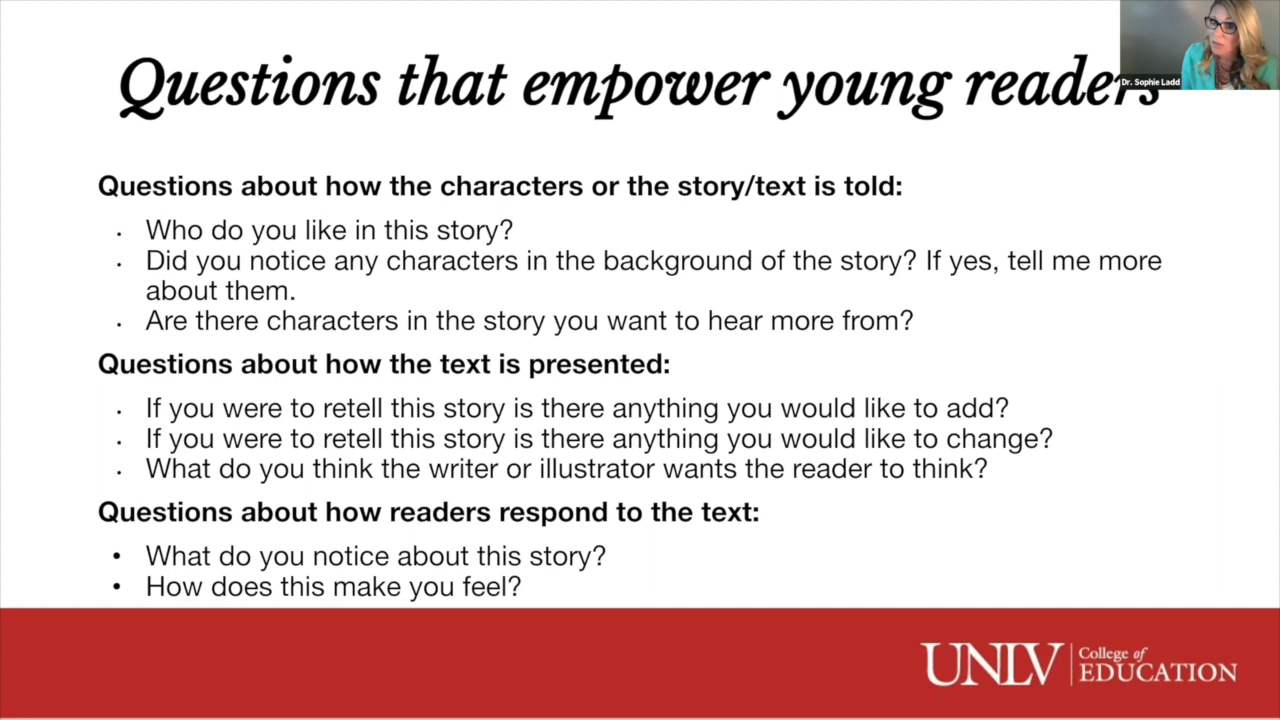 Questions that empower young readers
Dr. Sophie Ladd
Questions about how the characters or the story/text is told:
· Who do you like in this story?
· Did you notice any characters in the background of the story? If yes, tell me more
about them.
· Are there characters in the story you want to hear more from?
Questions about how the text is presented:
· If you were to retell this story is there anything you would like to add?
· If you were to retell this story is there anything you would like to change?
· What do you think the writer or illustrator wants the reader to think?
Questions about how readers respond to the text:
• What do you notice about this story?
• How does this make you feel?
UNLV
College of
EDUCATION